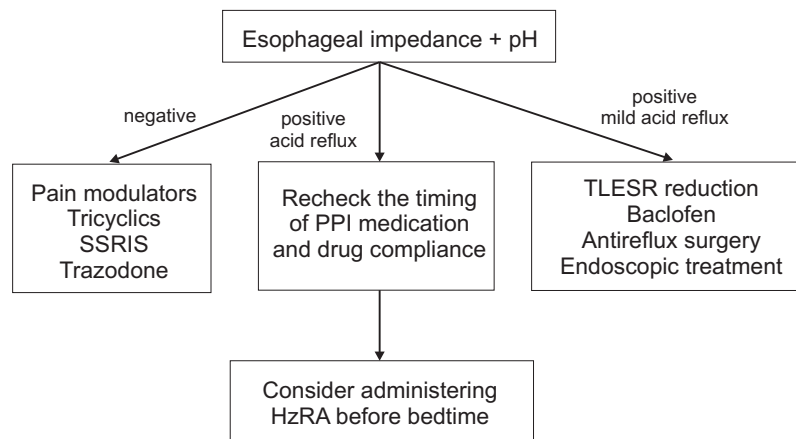 Esophageal impedance + pH
negative
positive
acid reflux
positive
mild acid reflux
Pain modulators
Tricyclics
SSRIS
Trazodone
Recheck the timing
of PPI medication
and drug compliance
TLESR reduction
Baclofen
Antireflux surgery
Endoscopic treatment
Consider administering
HzRA before bedtime